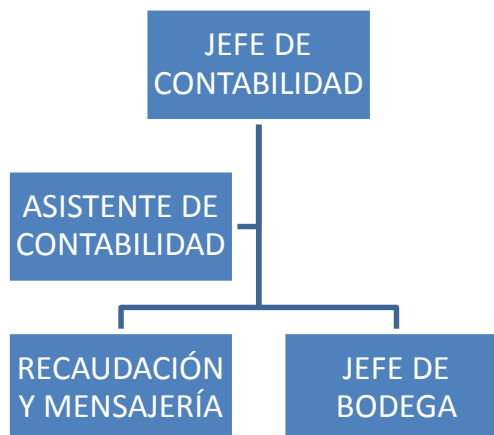 JEFE DE
CONTABILIDAD
ASISTENTE DE
CONTABILIDAD
RECAUDACIÓN
Y MENSAJERÍA
JEFE DE
BODEGA